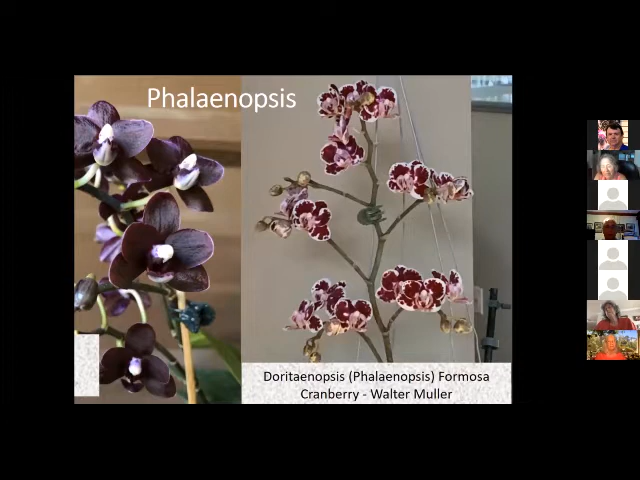 Phalaenopsis
Doritaenopsis (Phalaenopsis) Formosa
Cranberry - Walter Muller